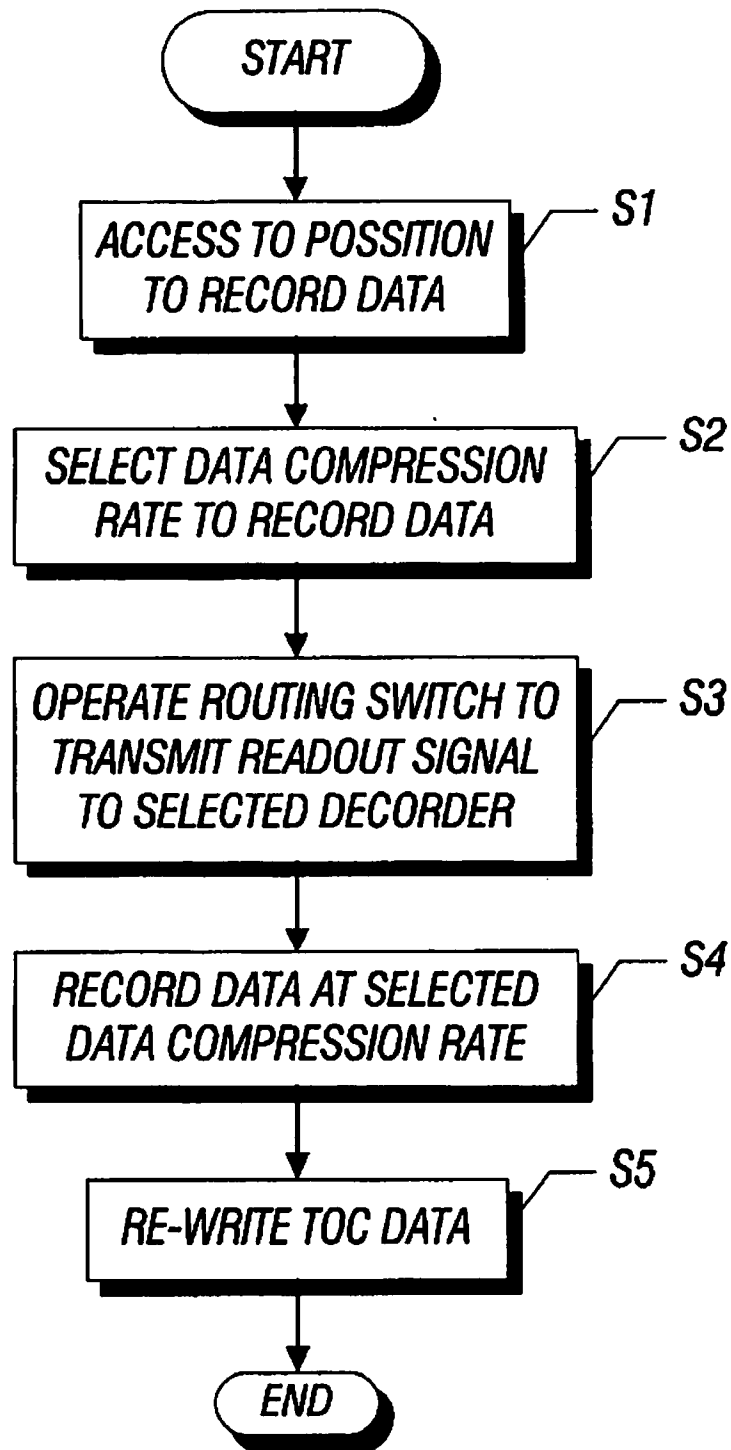 START
S1
ACCESS TO POSSITION
TO RECORD DATA
S2
SELECT DATA COMPRESSION
RATE TO RECORD DATA
S3
OPERATE ROUTING SWITCH TO
TRANSMIT READOUT SIGNAL
TO SELECTED DECORDER
S4
RECORD DATA AT SELECTED
DATA COMPRESSION RATE
S5
RE-WRITE TOC DATA
END